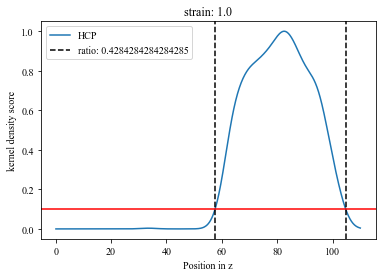 strain: 1.0
HCP
ratio: 0.4284284284284285
kernel density score
1.0
0.8
0.6
0.4
0.2
0.0
0 20 40 60 80 100
Position in z